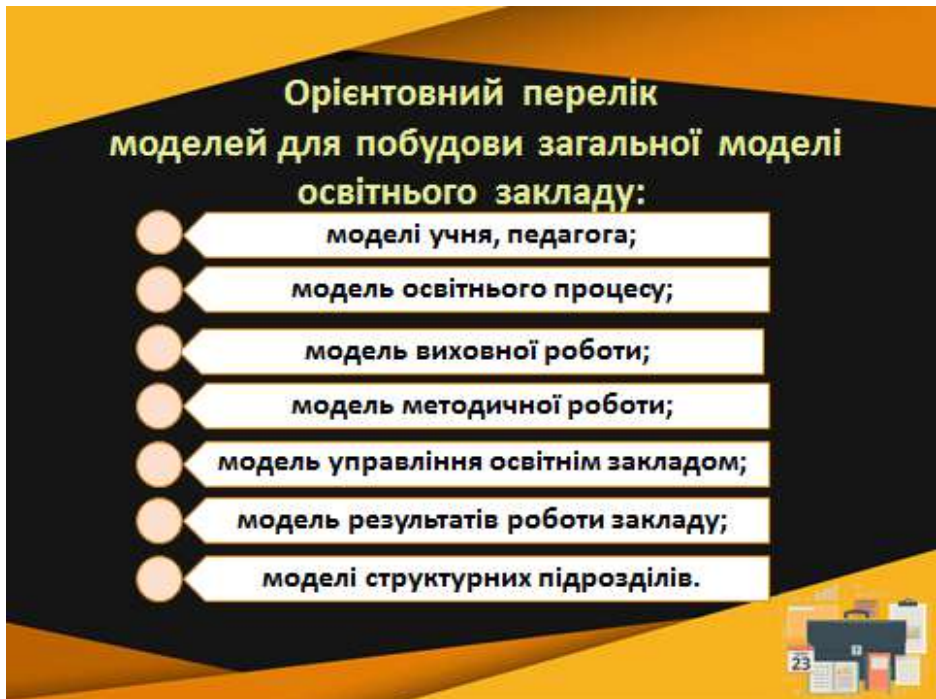 Орієнтовний перелік
моделей для побудови загальної моделі
освітнього закладу:
моделі учня, педагога;
модель освітнього процесу;
модель виховної роботи;
модель методичної роботи;
модель управління освітнім закладом;
модель результатів роботи закладу;
моделі структурних підрозділів.
23